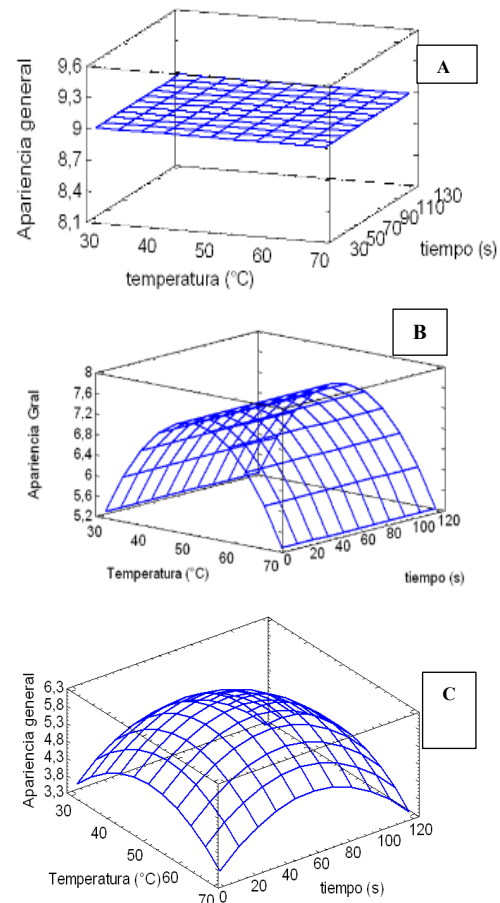 A
9,6
9,3
9
8,7
8,4
8,1
Apariencia general
30 40 50 60 70
temperatura (°C)
30 50 70 90 110 130
tiempo (s)
B
8
7,6
7,2
6,8
6,4
6
5,6
5,2
Apariencia Gral
30 40 50 60 70
Temperatura (°C)
0 20 40 60 80 100 120
tiempo (s)
C
6,3
5,8
5,3
4,8
4,3
3,8
3,3
Apariencia general
30 40 50 60 70
Temperatura (°C)
0 20 40 60 80 100 120
tiempo (s)